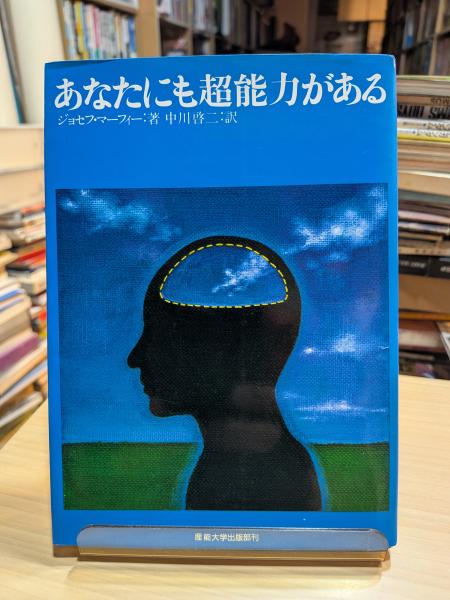 あなたにも超能力がある
ジョセフ・マーフィー:著 中川啓二:訳
産能大学出版部刊